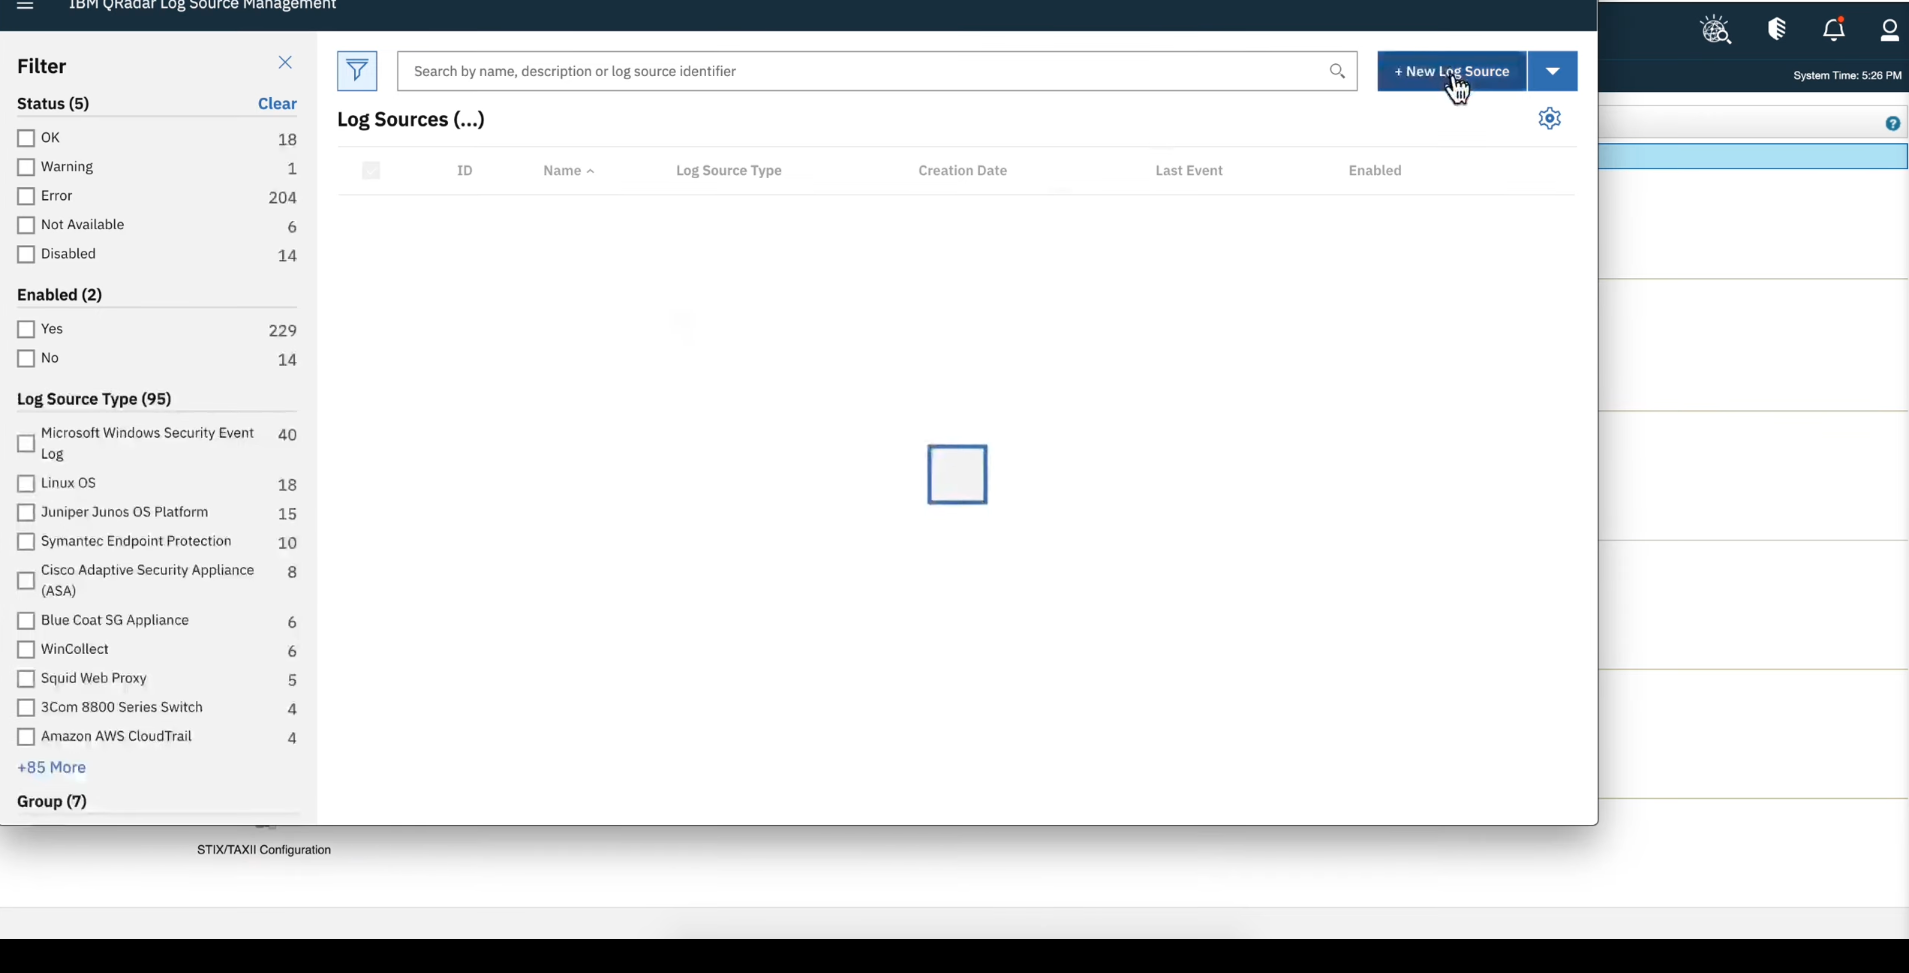 IBM QRadar Log Source Management
System Time: 5:26 PM
Filter
Status (5) Clear
OK 18
Warning 1
Error 204
Not Available 6
Disabled 14
Enabled (2)
Yes 229
No 14
Log Source Type (95)
Microsoft Windows Security Event 40
Log
Linux OS 18
Juniper Junos OS Platform 15
Symantec Endpoint Protection 10
Cisco Adaptive Security Appliance 8
(ASA)
Blue Coat SG Appliance 6
WinCollect 6
Squid Web Proxy 5
3Com 8800 Series Switch 4
Amazon AWS CloudTrail 4
+85 More
Group (7)
Search by name, description or log source identifier
+ New Log Source
Log Sources (...)
ID Name Log Source Type Creation Date Last Event Enabled
?
STIX/TAXII Configuration